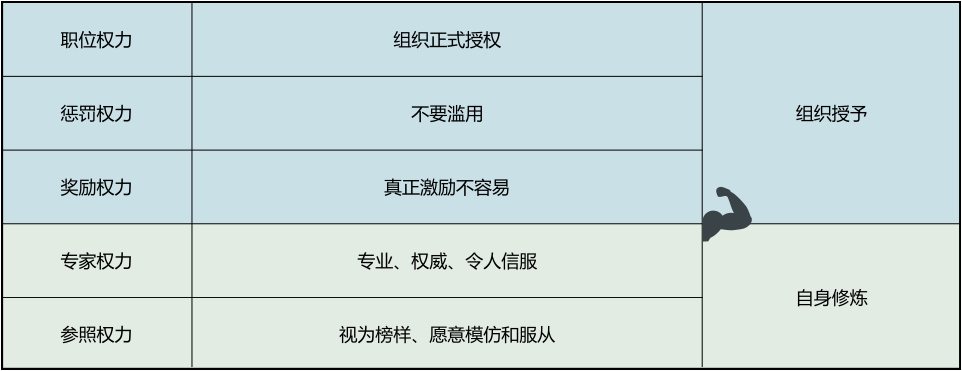 职位权力
组织正式授权
组织授予
惩罚权力
不要滥用
奖励权力
真正激励不容易
专家权力
专业、权威、令人信服
自身修炼
参照权力
视为榜样、愿意模仿和服从